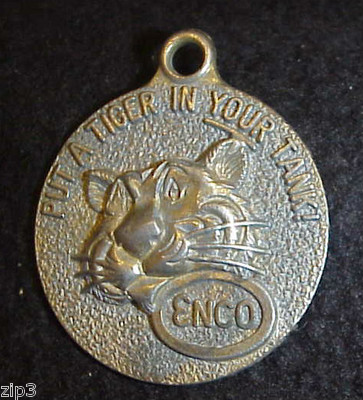 PUT A TIGER IN YOUR TANK!
ENCO
zip3